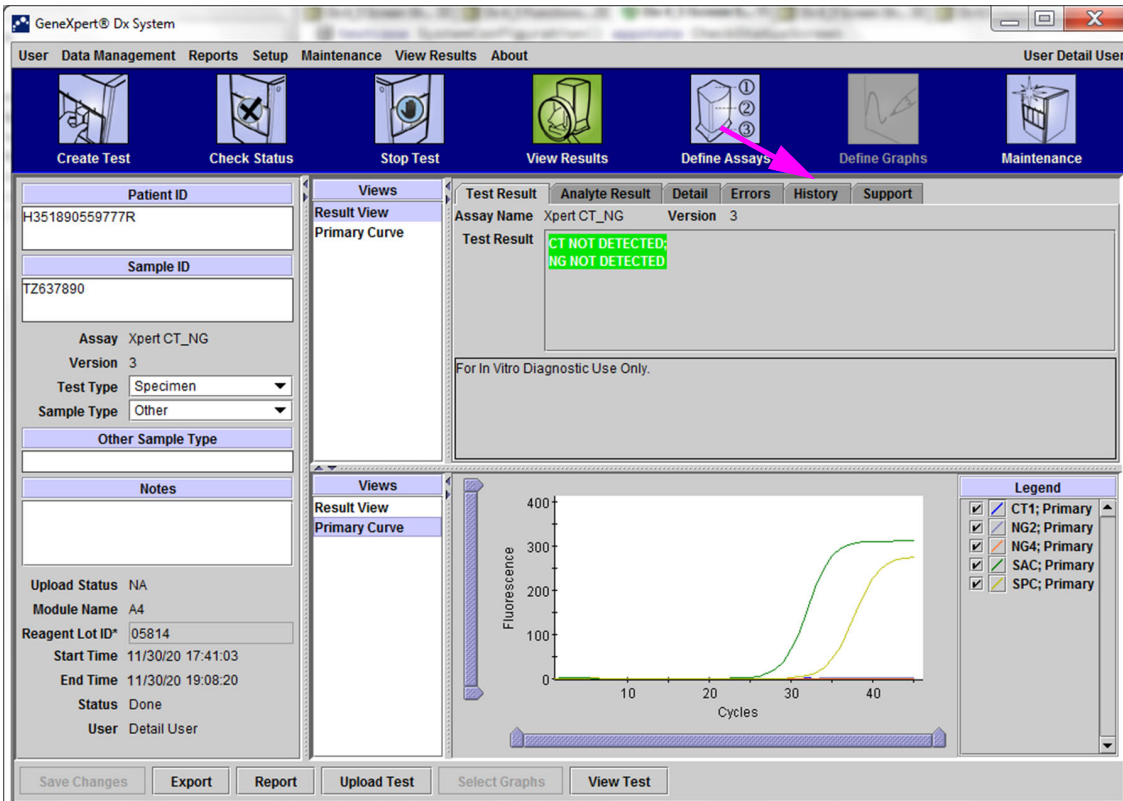 GeneXpert® Dx System
User Data Management Reports Setup Maintenance View Results About User Detail User
Create Test Check Status Stop Test View Results Define Assays Define Graphs Maintenance
① ② ③
Patient ID
H351890559777R
Sample ID
TZ637890
Assay Xpert CT_NG
Version 3
Test Type Specimen
Sample Type Other
Other Sample Type
Notes
Upload Status NA
Module Name A4
Reagent Lot ID* 05814
Start Time 11/30/20 17:41:03
End Time 11/30/20 19:08:20
Status Done
User Detail User
Views
Result View
Primary Curve
Test Result Analyte Result Detail Errors History Support
Assay Name Xpert CT_NG Version 3
Test Result CT NOT DETECTED;
NG NOT DETECTED
For In Vitro Diagnostic Use Only.
Views
Result View
Primary Curve
Fluorescence
400
300
200
100
0
10 20 30 40
Cycles
Legend
CT1; Primary
NG2; Primary
NG4; Primary
SAC; Primary
SPC; Primary
Save Changes Export Report Upload Test Select Graphs View Test